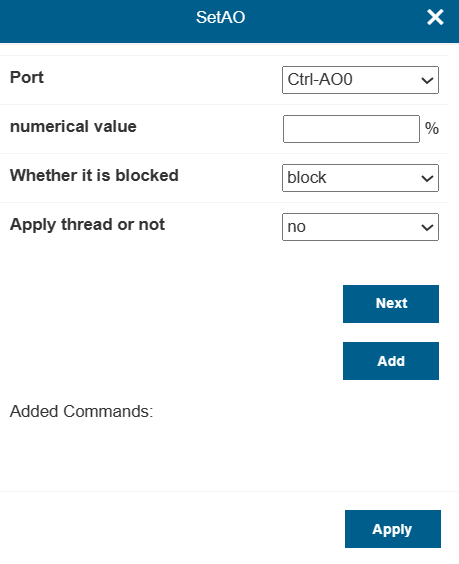 SetAO
Port
Ctrl-AO0
numerical value
%
Whether it is blocked
block
Apply thread or not
no
Next
Add
Added Commands:
Apply